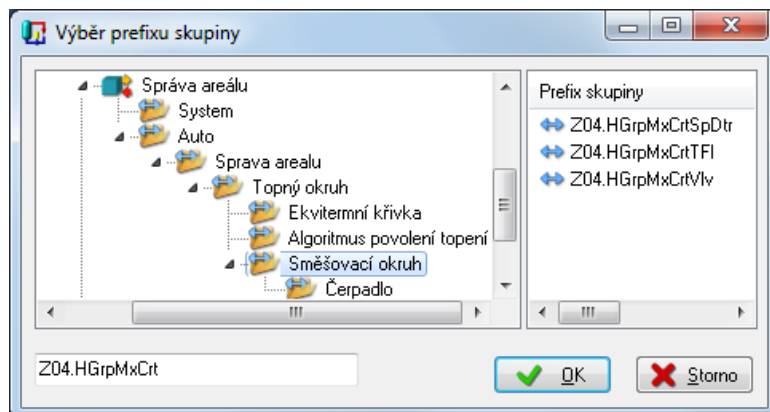 Výběr prefixu skupiny
Správa areálu
System
Auto
Sprava arealu
Topný okruh
Ekvitermní křivka
Algoritmus povolení topení
Směšovací okruh
Čerpadlo
Prefix skupiny
Z04.HGrpMxCrtSpDtr
Z04.HGrpMxCrtTFl
Z04.HGrpMxCrtVlv
Z04.HGrpMxCrt
OK
Storno